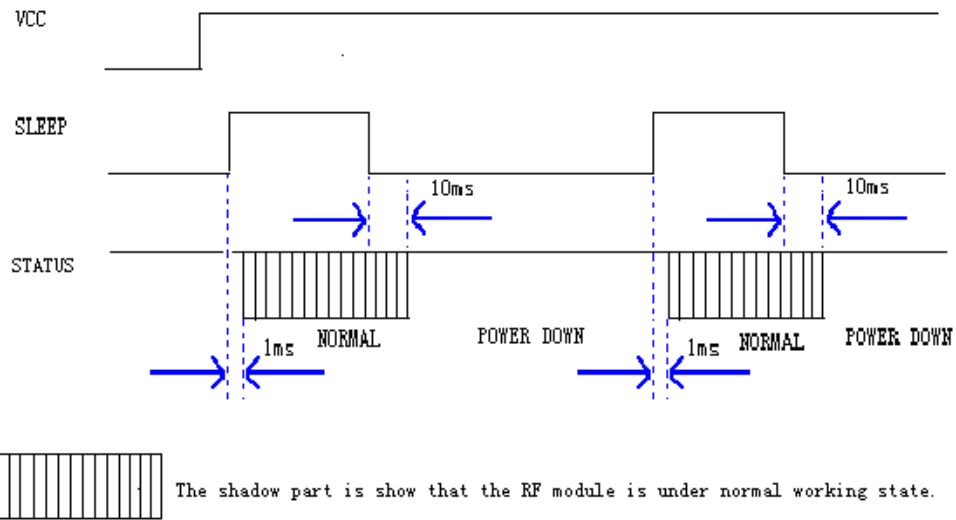 VCC
SLEEP
10ms 10ms
STATUS
1ms NORMAL POWER DOWN 1ms NORMAL POWER DOWN
The shadow part is show that the RF module is under normal working state.